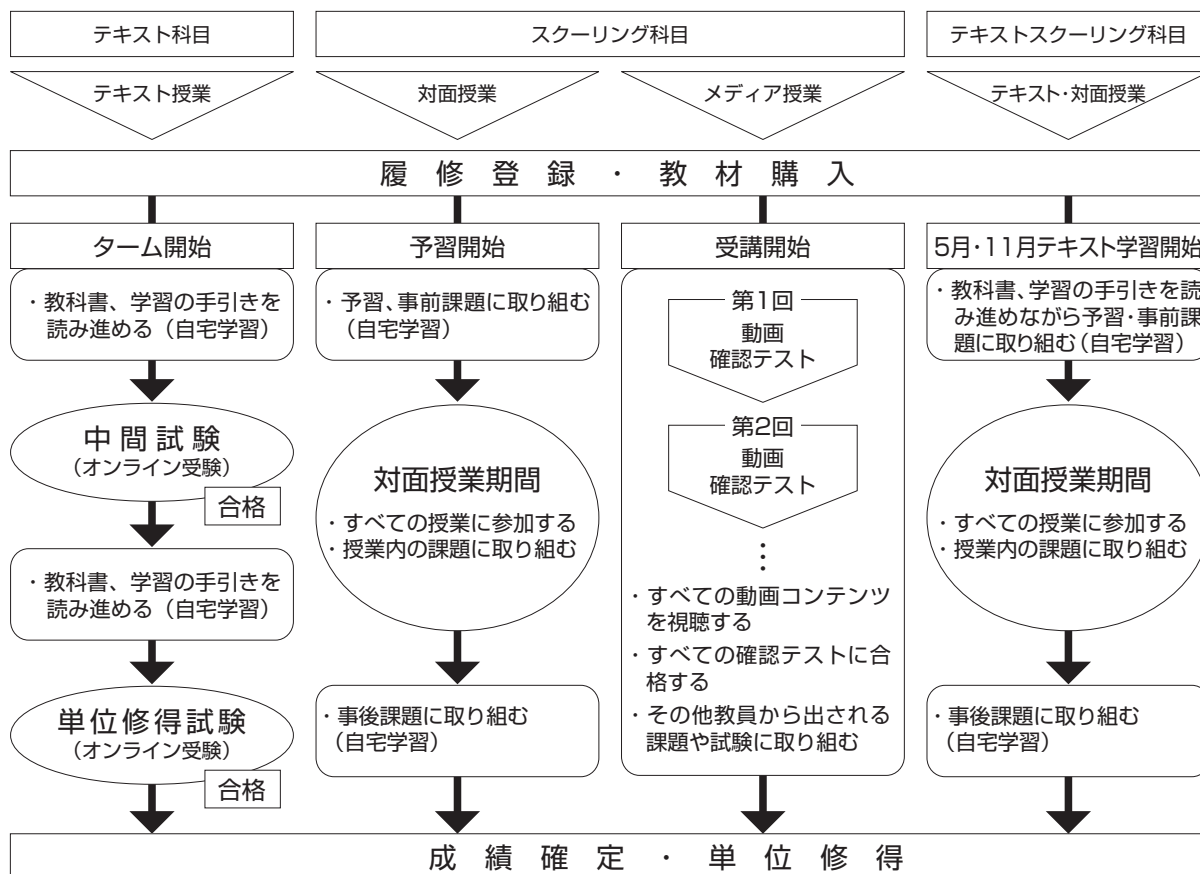 テキスト科目
スクーリング科目
テキストスクーリング科目
テキスト授業
対面授業
メディア授業
テキスト・対面授業
履修登録・教材購入
ターム開始
・教科書、学習の手引きを
読み進める（自宅学習）
中間試験
（オンライン受験）
合格
・教科書、学習の手引きを
読み進める（自宅学習）
単位修得試験
（オンライン受験）
合格
予習開始
・予習、事前課題に取り組む
（自宅学習）
対面授業期間
・すべての授業に参加する
・授業内の課題に取り組む
・事後課題に取り組む
（自宅学習）
受講開始
第1回
動画
確認テスト
第2回
動画
確認テスト
⋮
・すべての動画コンテンツ
を視聴する
・すべての確認テストに合
格する
・その他教員から出される
課題や試験に取り組む
5月・11月テキスト学習開始
・教科書、学習の手引きを読
み進めながら予習・事前課
題に取り組む（自宅学習）
対面授業期間
・すべての授業に参加する
・授業内の課題に取り組む
・事後課題に取り組む
（自宅学習）
成績確定・単位修得